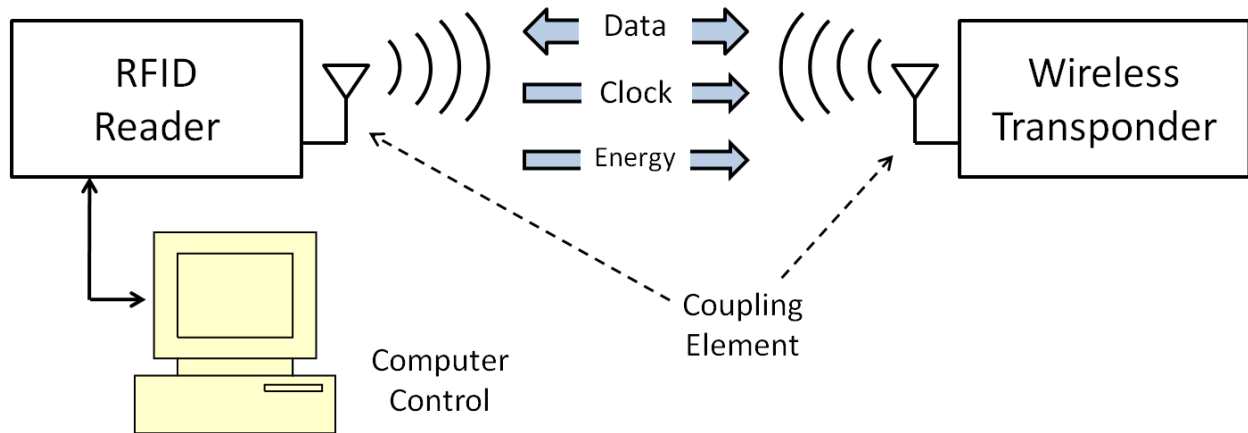 RFID
Reader
Data
Clock
Energy
Wireless
Transponder
Coupling
Element
Computer
Control